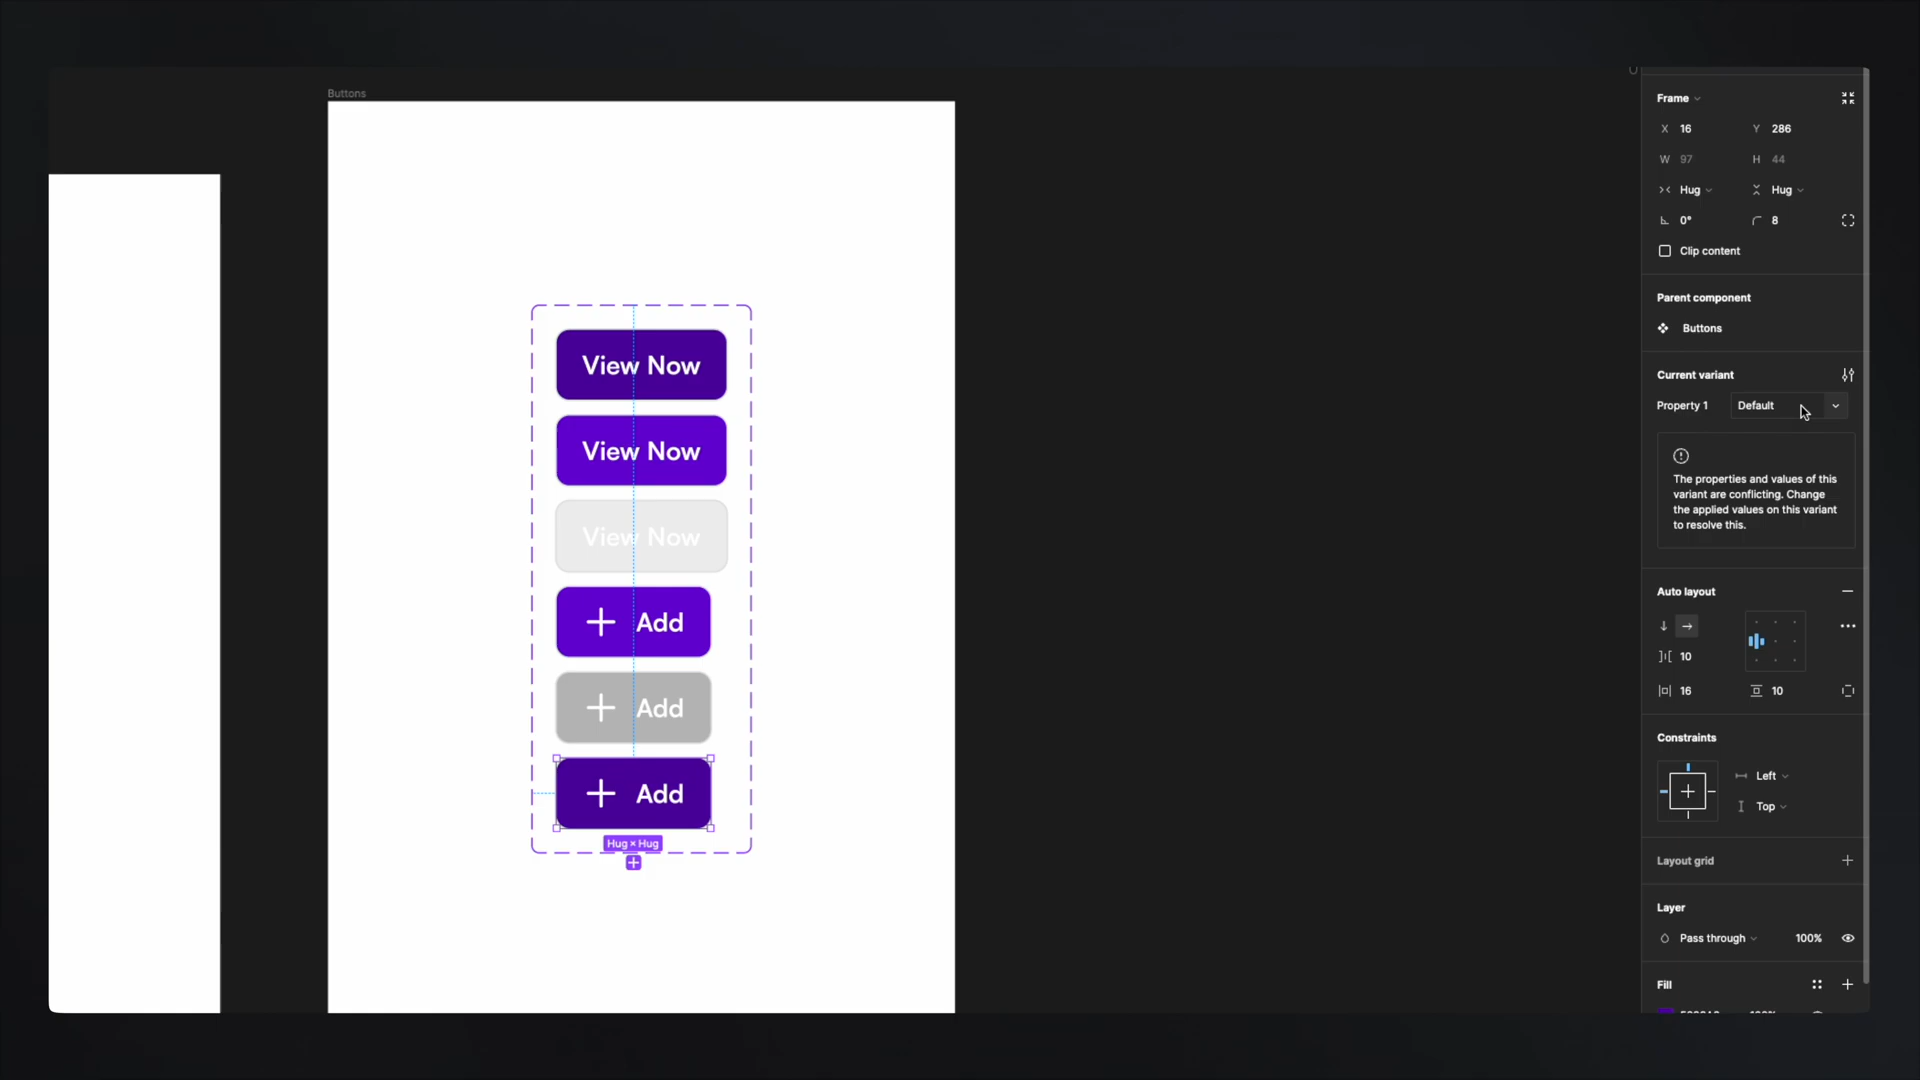 Buttons
View Now
View Now
View Now
Add
Add
Add
Hug × Hug
Frame
X 16 Y 286
W 97 H 44
Hug Hug
0° 8
Clip content
Parent component
Buttons
Current variant
Property 1 Default
The properties and values of this
variant are conflicting. Change
the applied values on this variant
to resolve this.
Auto layout
10
16 10
Constraints
Left
Top
Layout grid
Layer
Pass through 100%
Fill